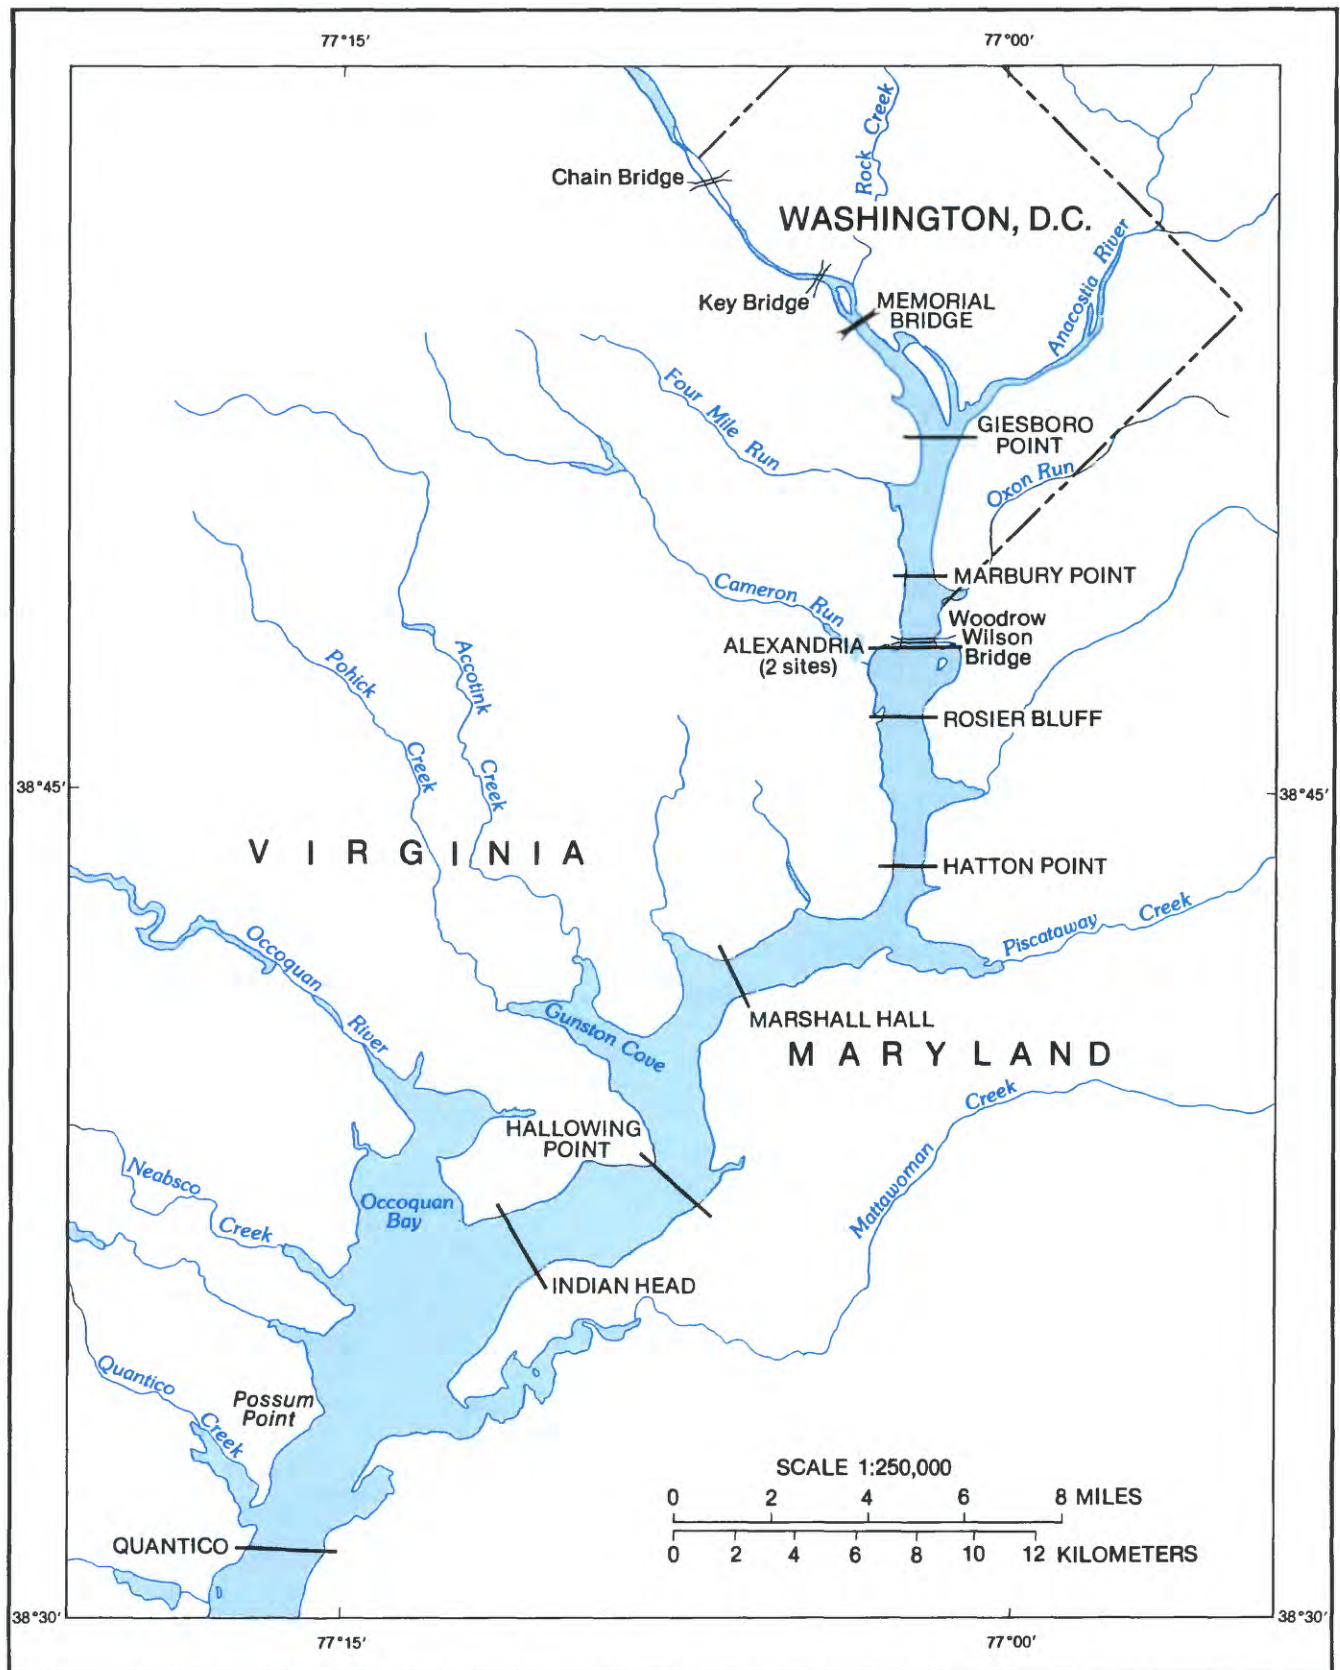 77°15'
77°00'
Rock Creek
Chain Bridge
WASHINGTON, D.C.
Anacostia River
Key Bridge
MEMORIAL
BRIDGE
Four Mile Run
GIESBORO
POINT
Oxon Run
MARBURY POINT
Cameron Run
Woodrow
Wilson
Bridge
ALEXANDRIA
(2 sites)
Pohick
Creek
Accotink
Creek
ROSIER BLUFF
38°45'
38°45'
VIRGINIA
HATTON POINT
Piscataway Creek
Occoquan
River
Gunston Cove
MARSHALL HALL
MARYLAND
Mattawoman
Creek
HALLOWING
POINT
Neabsco
Creek
Occoquan
Bay
INDIAN HEAD
Quantico
Creek
Possum
Point
SCALE 1:250,000
0 2 4 6 8 MILES
0 2 4 6 8 10 12 KILOMETERS
QUANTICO
38°30'
38°30'
77°15'
77°00'